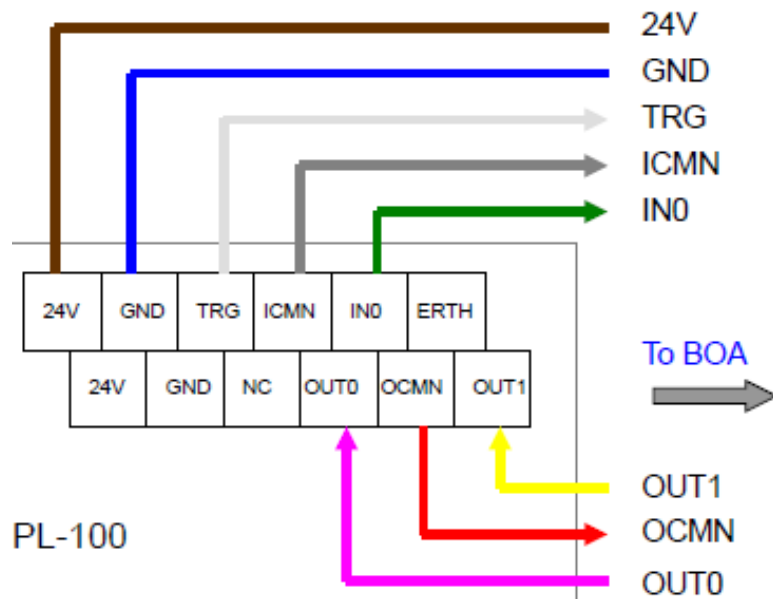 24V
GND
TRG
ICMN
IN0
24V GND TRG ICMN IN0 ERTH
24V GND NC OUT0 OCMN OUT1
To BOA
OUT1
PL-100
OCMN
OUT0